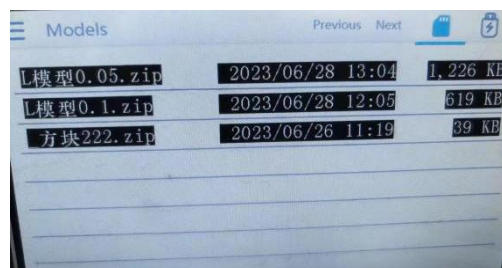 Models Previous Next
L模型0.05.zip 2023/06/28 13:04 1,226 KB
L模型0.1.zip 2023/06/28 12:05 619 KB
方块222.zip 2023/06/26 11:19 39 KB